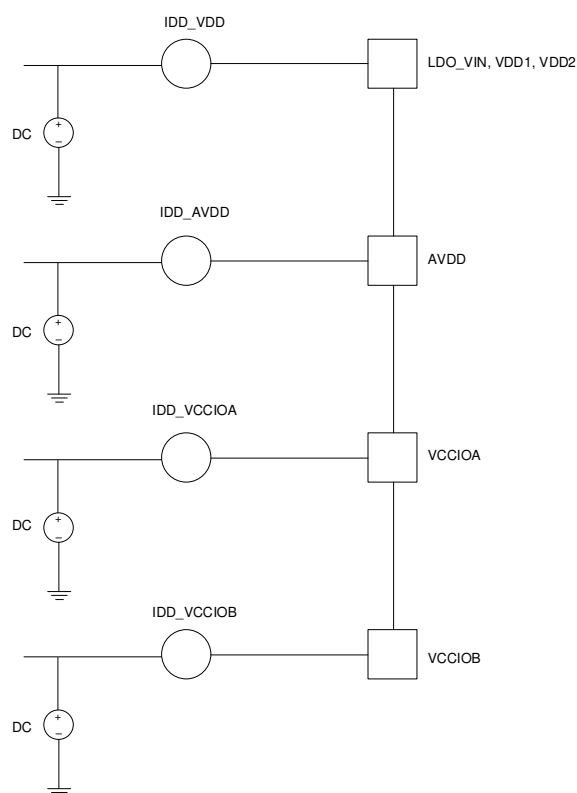 IDD_VDD
LDO_VIN, VDD1, VDD2
+
DC
−
IDD_AVDD
AVDD
+
DC
−
IDD_VCCIOA
VCCIOA
+
DC
−
IDD_VCCIOB
VCCIOB
+
DC
−